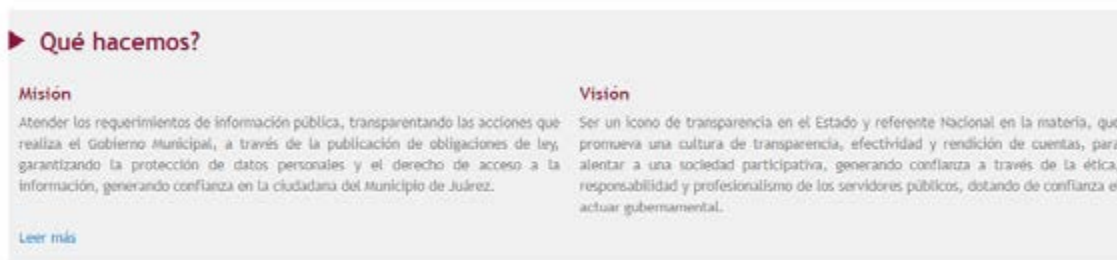 Qué hacemos?
Misión
Atender los requerimientos de información pública, transparentando las acciones que
realiza el Gobierno Municipal, a través de la publicación de obligaciones de ley,
garantizando la protección de datos personales y el derecho de acceso a la
información, generando confianza en la ciudadana del Municipio de Juárez.
Leer más
Visión
Ser un icono de transparencia en el Estado y referente Nacional en la materia, que
promueva una cultura de transparencia, efectividad y rendición de cuentas, para
alentar a una sociedad participativa, generando confianza a través de la ética,
responsabilidad y profesionalismo de los servidores públicos, dotando de confianza el
actuar gubernamental.